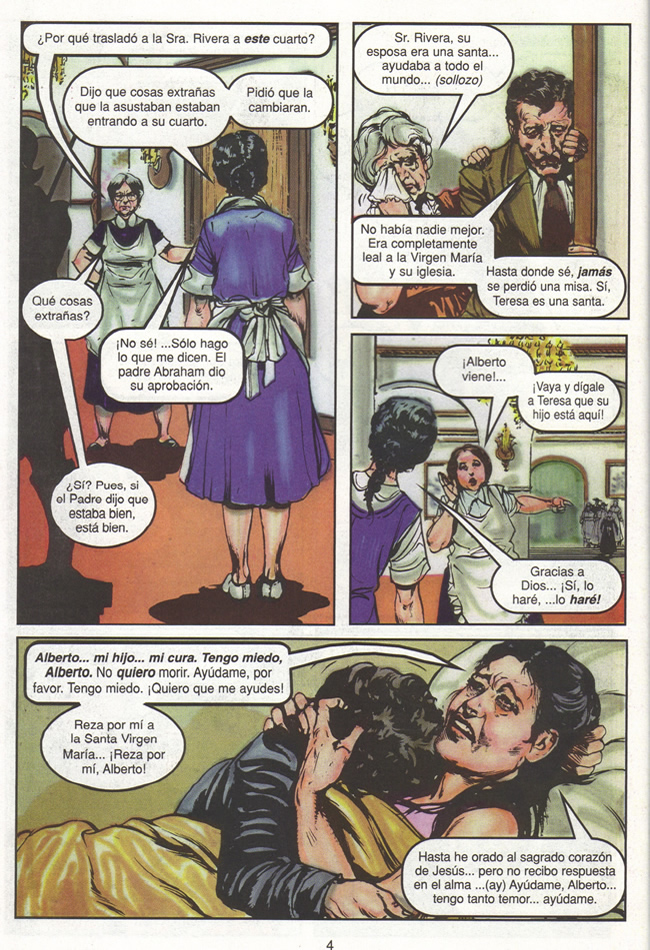 ¿Por qué trasladó a la Sra. Rivera a este cuarto?
Dijo que cosas extrañas
que la asustaban estaban
entrando a su cuarto.
Pidió que la
cambiaran.
Qué cosas
extrañas?
¡No sé! ...Sólo hago
lo que me dicen. El
padre Abraham dio
su aprobación.
¿Sí? Pues, si
el Padre dijo que
estaba bien,
está bien.
Sr. Rivera, su
esposa era una santa...
ayudaba a todo el
mundo... (sollozo)
No había nadie mejor.
Era completamente
leal a la Virgen María
y su iglesia.
Hasta donde sé, jamás
se perdió una misa. Sí,
Teresa es una santa.
¡Alberto
viene!...
¡Vaya y dígale
a Teresa que su
hijo está aquí!
Gracias a
Dios... ¡Sí, lo
haré, ...lo haré!
Alberto... mi hijo... mi cura. Tengo miedo,
Alberto. No quiero morir. Ayúdame, por
favor. Tengo miedo. ¡Quiero que me ayudes!
Reza por mí a
la Santa Virgen
María... ¡Reza por
mí, Alberto!
Hasta he orado al sagrado corazón
de Jesús... pero no recibo respuesta
en el alma ...(ay) Ayúdame, Alberto...
tengo tanto temor... ayúdame.
4